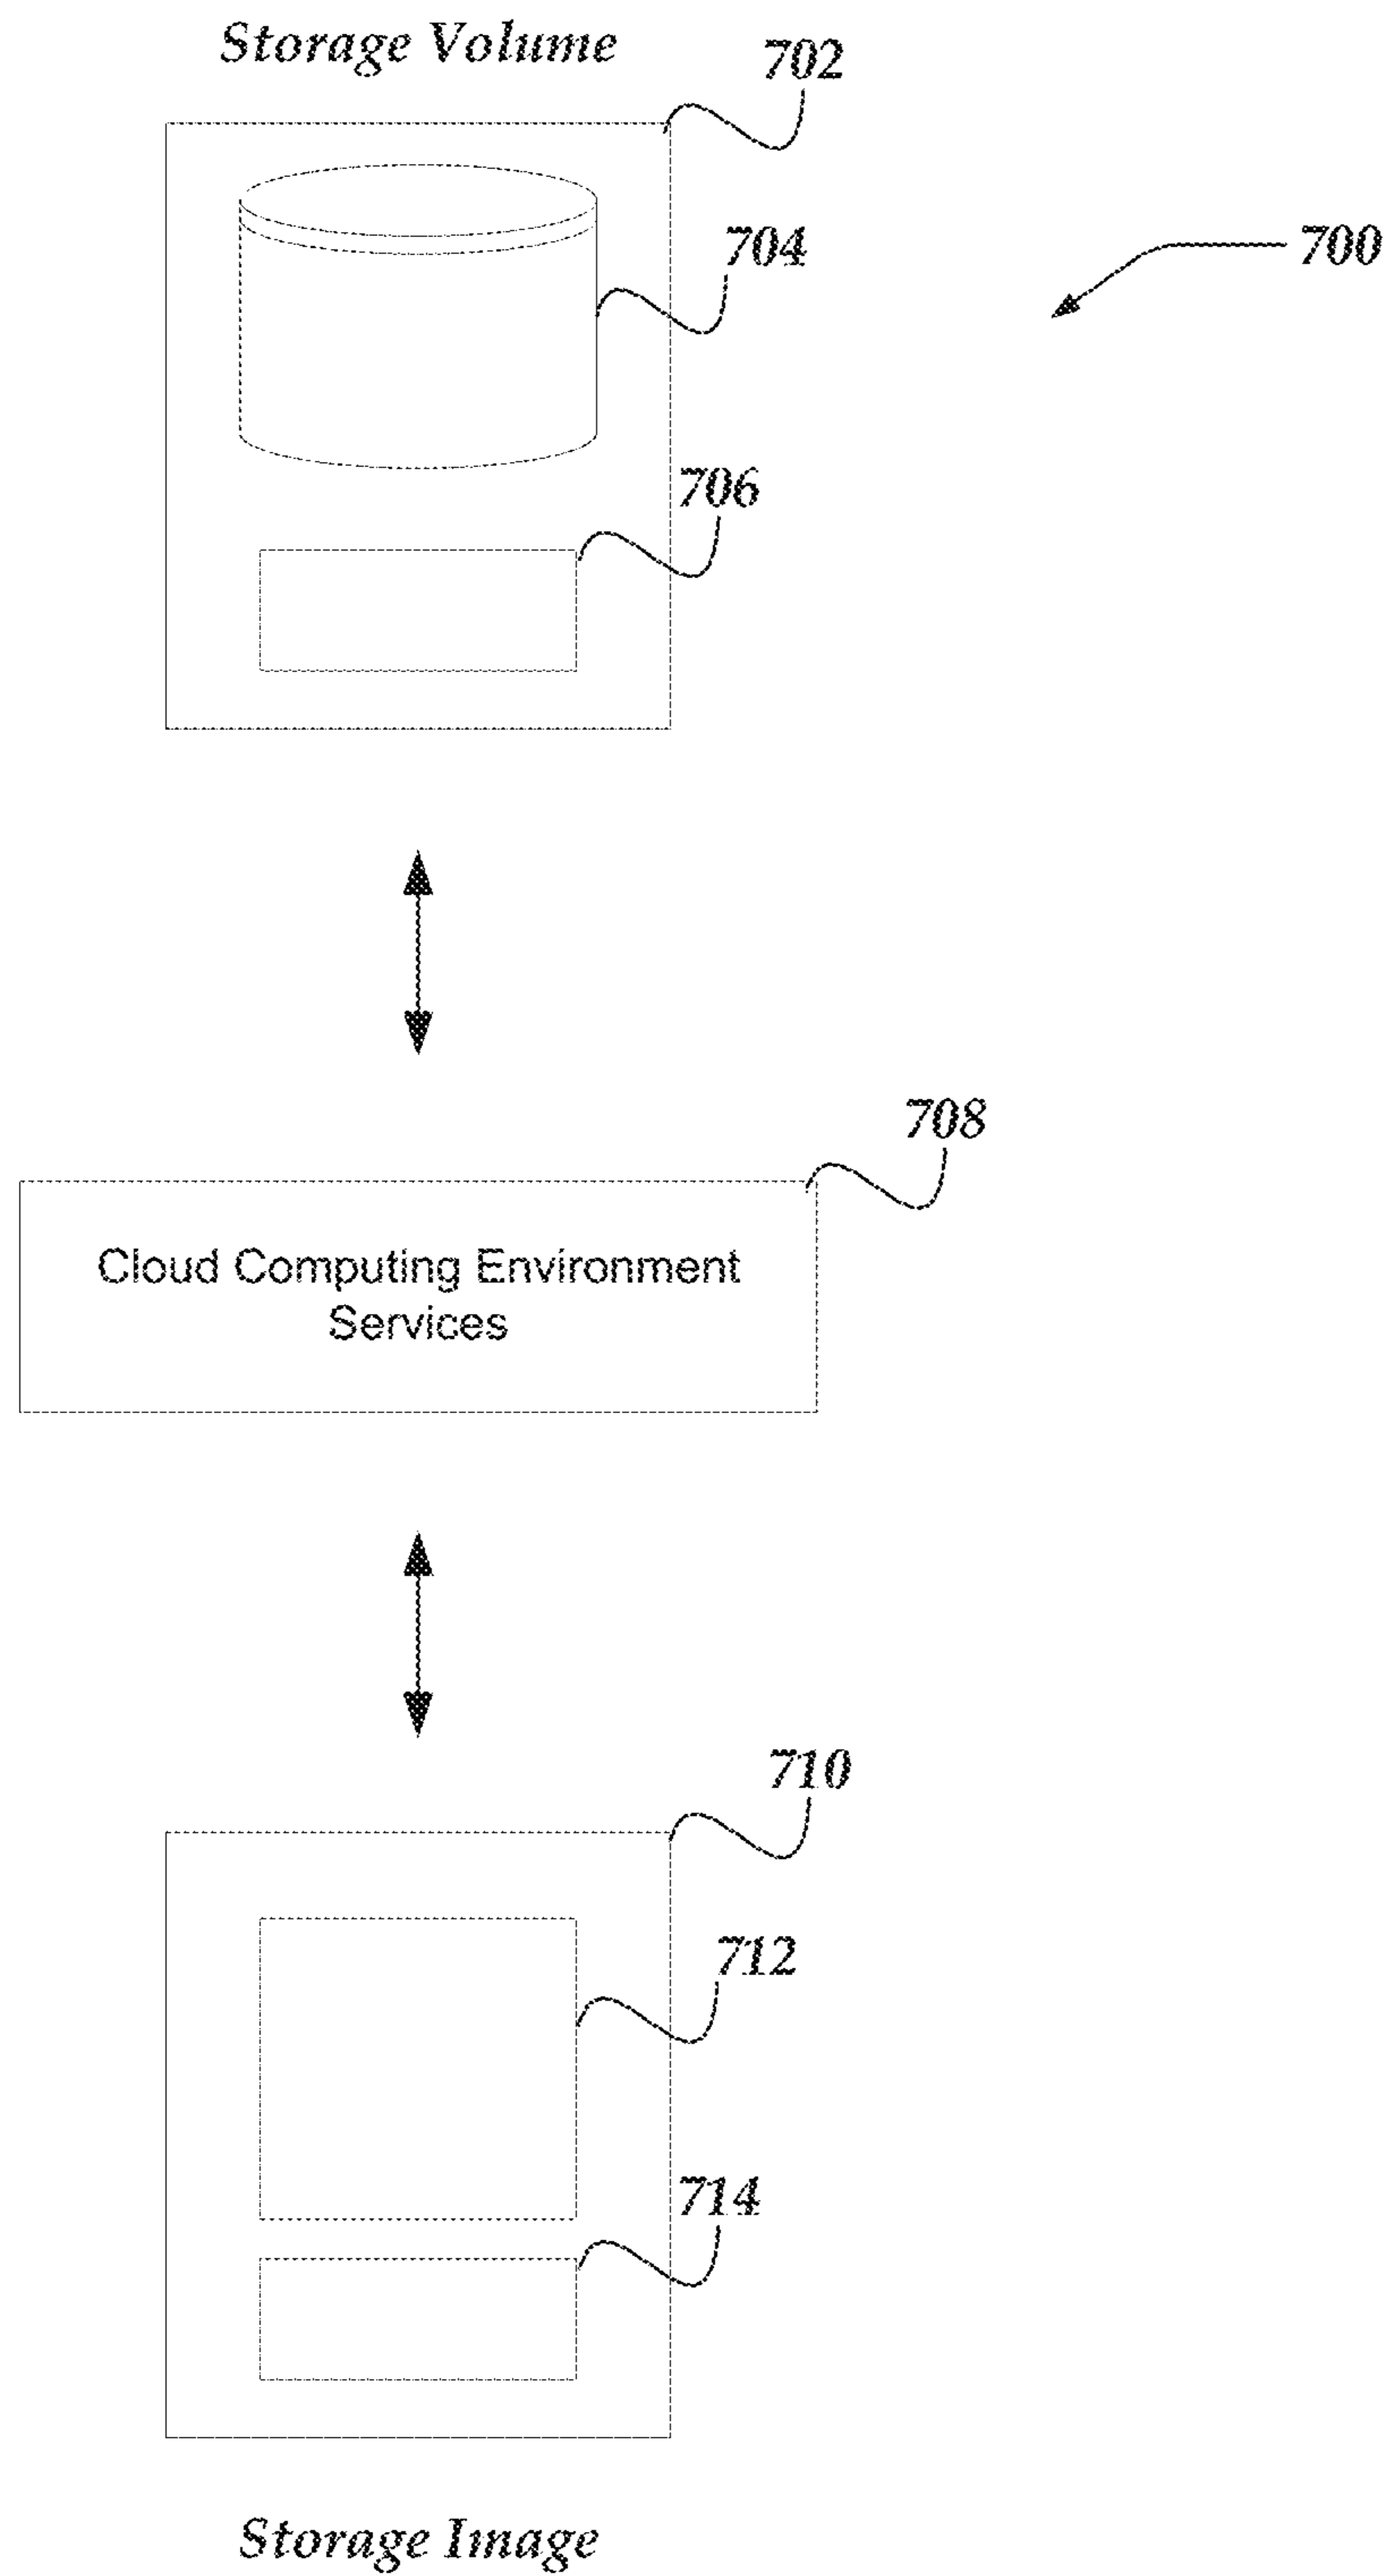 Storage Volume
702
704
700
706
708
Cloud Computing Environment
Services
710
712
714
Storage Image